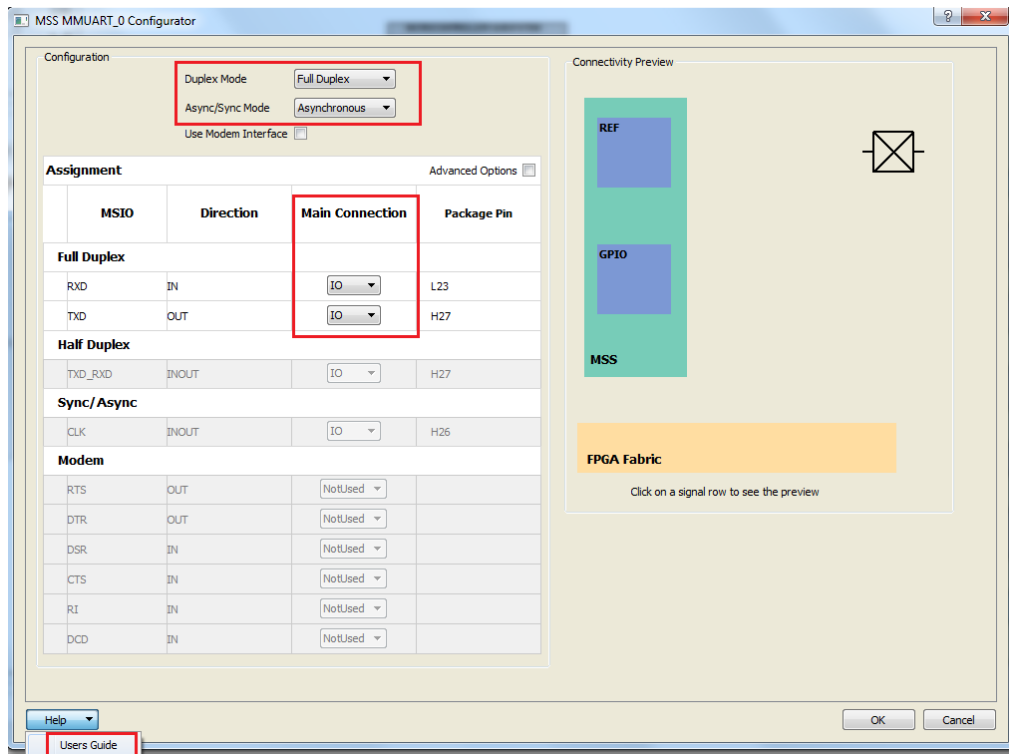 MSS MMUART_0 Configurator
Configuration
Duplex Mode Full Duplex
Async/Sync Mode Asynchronous
Use Modem Interface
Assignment Advanced Options
MSIO Direction Main Connection Package Pin
Full Duplex
RXD IN IO L23
TXD OUT IO H27
Half Duplex
TXD_RXD INOUT IO H27
Sync/Async
CLK INOUT IO H26
Modem
RTS OUT NotUsed
DTR OUT NotUsed
DSR IN NotUsed
CTS IN NotUsed
RI IN NotUsed
DCD IN NotUsed
Connectivity Preview
REF
GPIO
MSS
FPGA Fabric
Click on a signal row to see the preview
Help OK Cancel
Users Guide